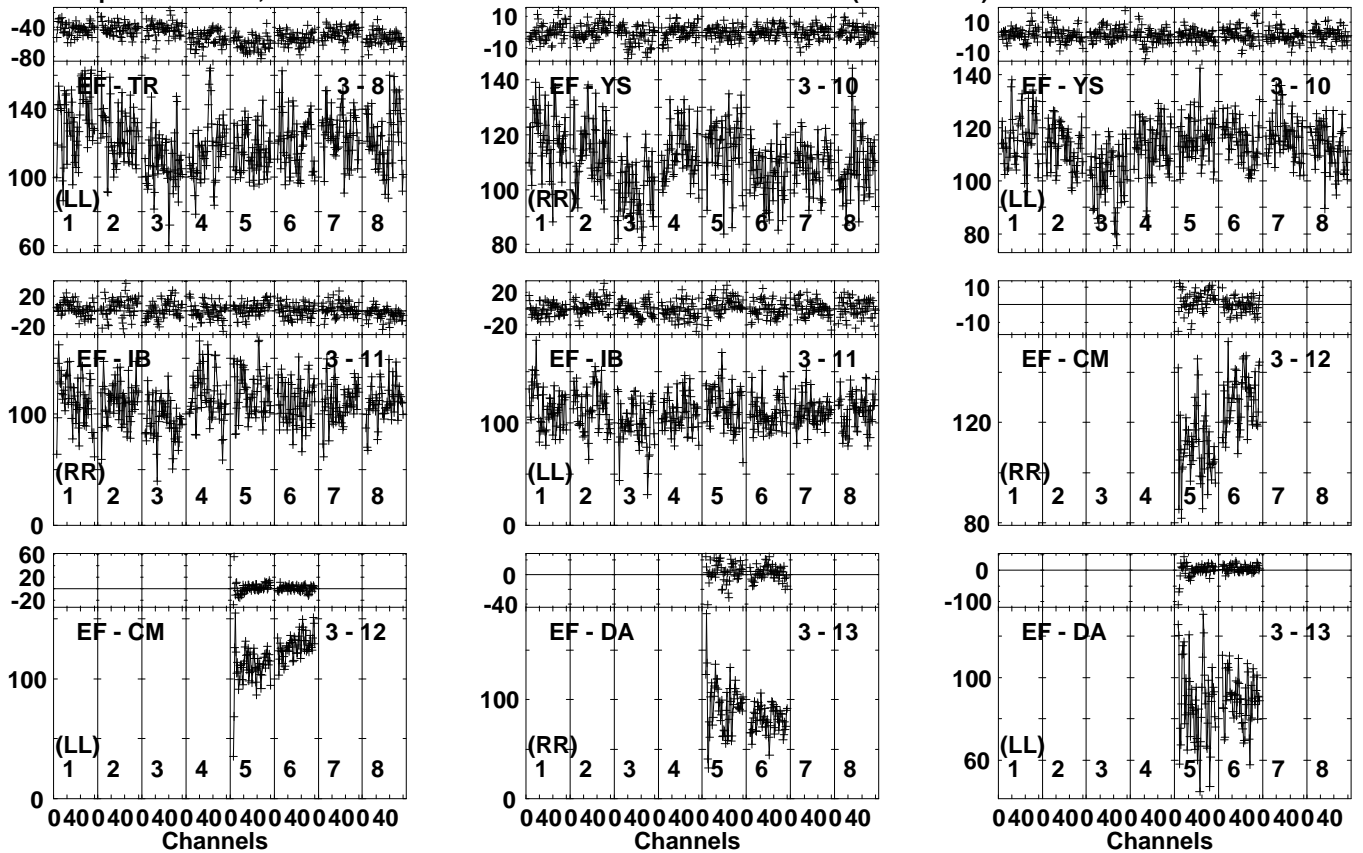 -40
-80
EF - TR 3 - 8
140
100
60
(LL)
1 2 3 4 5 6 7 8
10
-10
EF - YS 3 - 10
140
120
100
80
(RR)
1 2 3 4 5 6 7 8
10
-10
EF - YS 3 - 10
140
120
100
80
(LL)
1 2 3 4 5 6 7 8
20
-20
EF - IB 3 - 11
100
0
(RR)
1 2 3 4 5 6 7 8
20
-20
EF - IB 3 - 11
100
0
(LL)
1 2 3 4 5 6 7 8
10
-10
EF - CM 3 - 12
120
80
(RR)
1 2 3 4 5 6 7 8
60
20
-20
EF - CM 3 - 12
100
0
(LL)
1 2 3 4 5 6 7 8
0 40 0 40 0 40 0 40 0 40 0 40 0 40 0 40
Channels
0
-40
EF - DA 3 - 13
100
0
(RR)
1 2 3 4 5 6 7 8
0 40 0 40 0 40 0 40 0 40 0 40 0 40 0 40
Channels
0
-100
EF - DA 3 - 13
100
60
(LL)
1 2 3 4 5 6 7 8
0 40 0 40 0 40 0 40 0 40 0 40 0 40 0 40
Channels